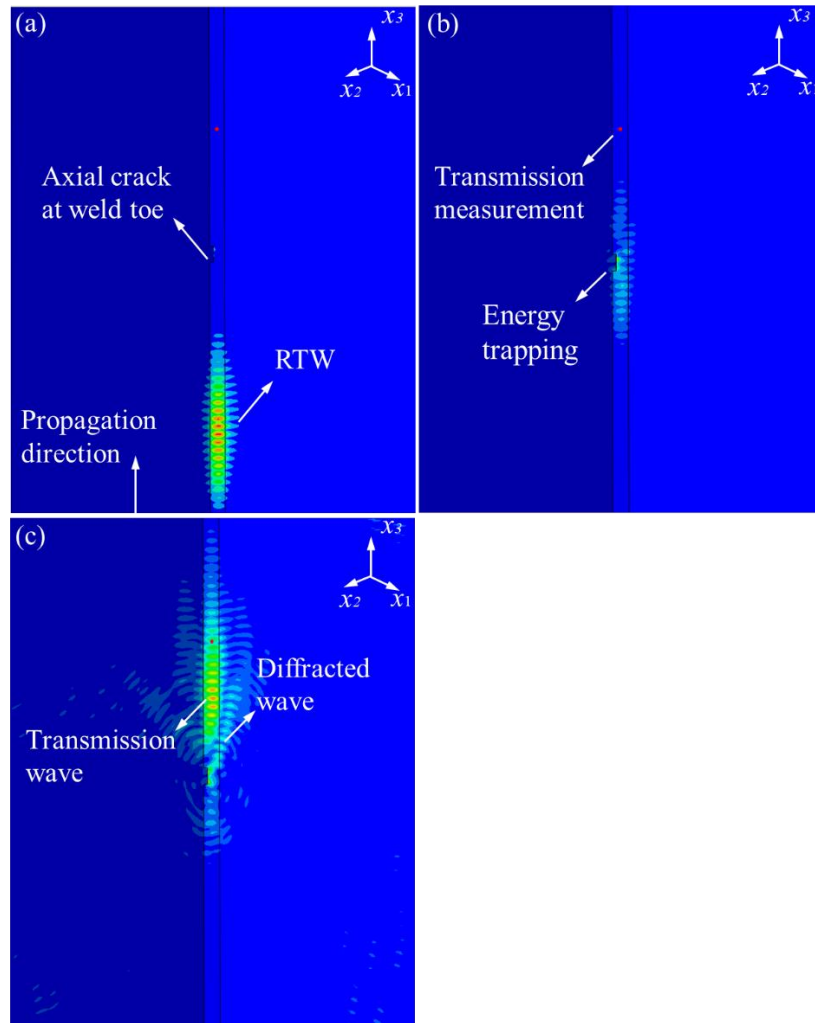 (a)
x3
x2
x1
Axial crack
at weld toe
RTW
Propagation
direction
(b)
x3
x2
x1
Transmission
measurement
Energy
trapping
(c)
x3
x2
x1
Diffracted
wave
Transmission
wave